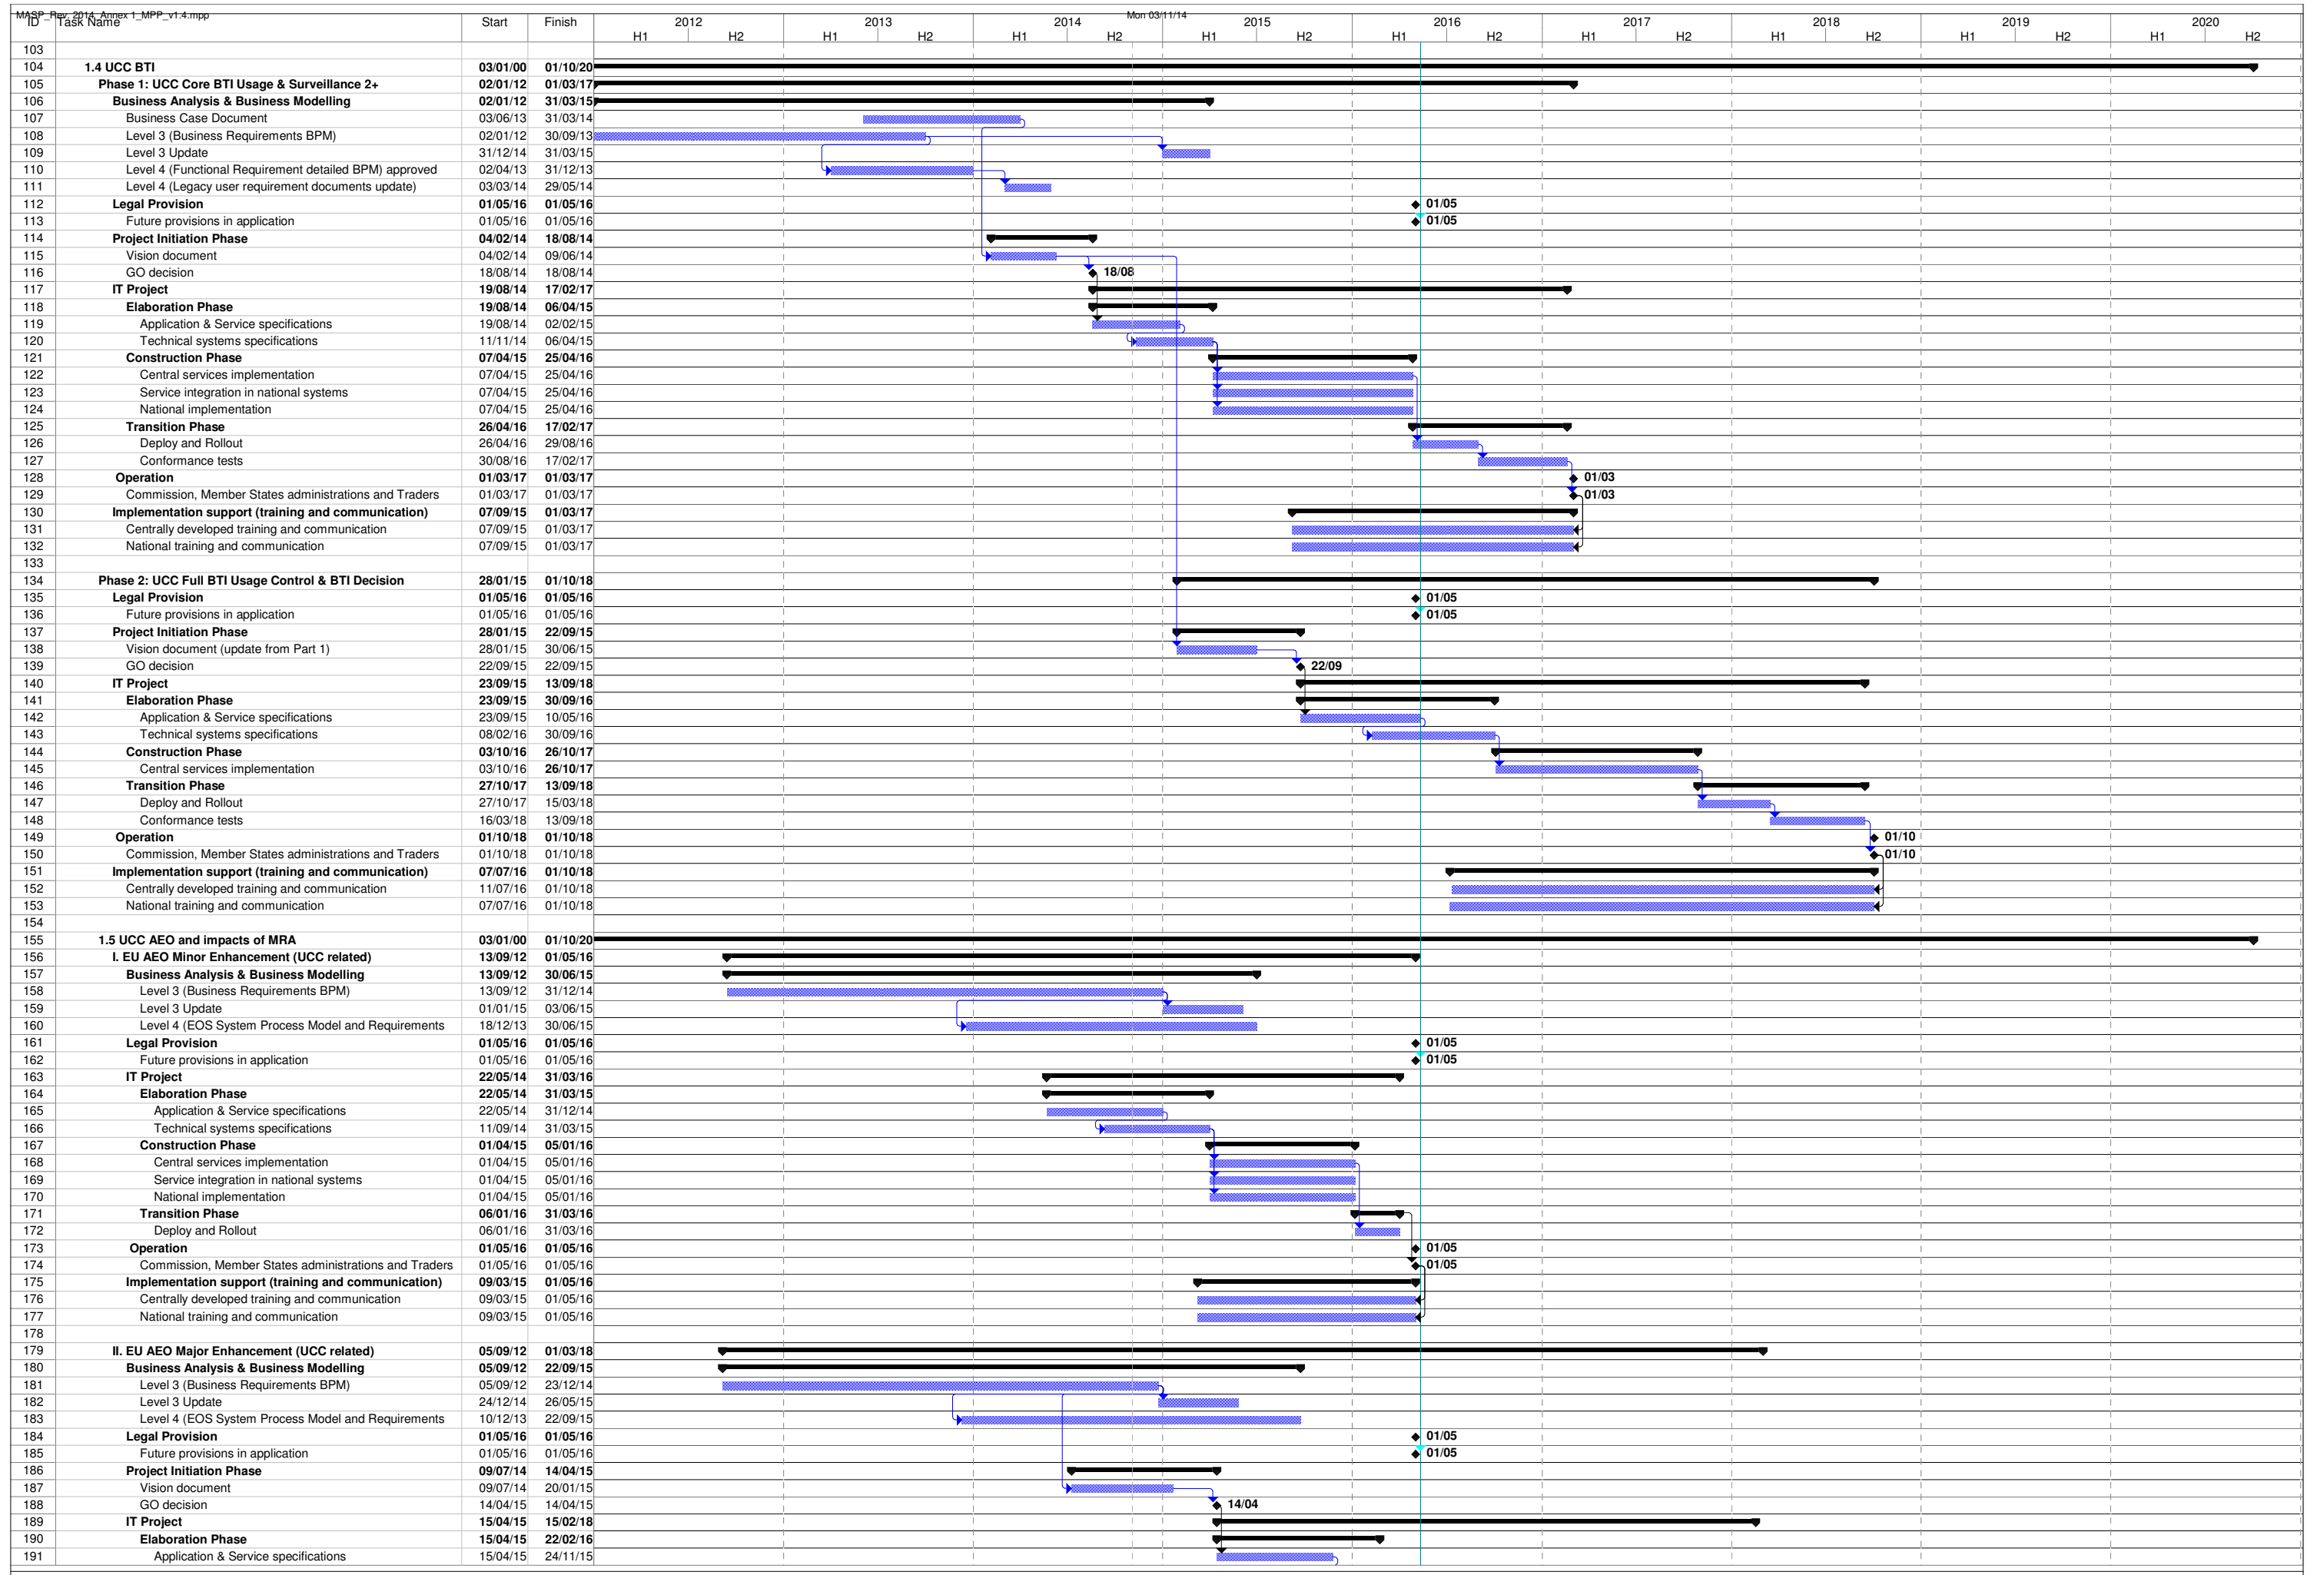 MASP_Rev. 2014_Annex 1_MPP_v1.4.mpp Mon 03/11/14
ID Task Name Start Finish 2012 2013 2014 2015 2016 2017 2018 2019 2020
H1 H2 H1 H2 H1 H2 H1 H2 H1 H2 H1 H2 H1 H2 H1 H2 H1 H2
103
104 1.4 UCC BTI 03/01/00 01/10/20
105 Phase 1: UCC Core BTI Usage & Surveillance 2+ 02/01/12 01/03/17
106 Business Analysis & Business Modelling 02/01/12 31/03/15
107 Business Case Document 03/06/13 31/03/14
108 Level 3 (Business Requirements BPM) 02/01/12 30/09/13
109 Level 3 Update 31/12/14 31/03/15
110 Level 4 (Functional Requirement detailed BPM) approved 02/04/13 31/12/13
111 Level 4 (Legacy user requirement documents update) 03/03/14 29/05/14
112 Legal Provision 01/05/16 01/05/16 01/05
113 Future provisions in application 01/05/16 01/05/16 01/05
114 Project Initiation Phase 04/02/14 18/08/14
115 Vision document 04/02/14 09/06/14
116 GO decision 18/08/14 18/08/14 18/08
117 IT Project 19/08/14 17/02/17
118 Elaboration Phase 19/08/14 06/04/15
119 Application & Service specifications 19/08/14 02/02/15
120 Technical systems specifications 11/11/14 06/04/15
121 Construction Phase 07/04/15 25/04/16
122 Central services implementation 07/04/15 25/04/16
123 Service integration in national systems 07/04/15 25/04/16
124 National implementation 07/04/15 25/04/16
125 Transition Phase 26/04/16 17/02/17
126 Deploy and Rollout 26/04/16 29/08/16
127 Conformance tests 30/08/16 17/02/17
128 Operation 01/03/17 01/03/17 01/03
129 Commission, Member States administrations and Traders 01/03/17 01/03/17 01/03
130 Implementation support (training and communication) 07/09/15 01/03/17
131 Centrally developed training and communication 07/09/15 01/03/17
132 National training and communication 07/09/15 01/03/17
133
134 Phase 2: UCC Full BTI Usage Control & BTI Decision 28/01/15 01/10/18
135 Legal Provision 01/05/16 01/05/16 01/05
136 Future provisions in application 01/05/16 01/05/16 01/05
137 Project Initiation Phase 28/01/15 22/09/15
138 Vision document (update from Part 1) 28/01/15 30/06/15
139 GO decision 22/09/15 22/09/15 22/09
140 IT Project 23/09/15 13/09/18
141 Elaboration Phase 23/09/15 30/09/16
142 Application & Service specifications 23/09/15 10/05/16
143 Technical systems specifications 08/02/16 30/09/16
144 Construction Phase 03/10/16 26/10/17
145 Central services implementation 03/10/16 26/10/17
146 Transition Phase 27/10/17 13/09/18
147 Deploy and Rollout 27/10/17 15/03/18
148 Conformance tests 16/03/18 13/09/18
149 Operation 01/10/18 01/10/18 01/10
150 Commission, Member States administrations and Traders 01/10/18 01/10/18 01/10
151 Implementation support (training and communication) 07/07/16 01/10/18
152 Centrally developed training and communication 11/07/16 01/10/18
153 National training and communication 07/07/16 01/10/18
154
155 1.5 UCC AEO and impacts of MRA 03/01/00 01/10/20
156 I. EU AEO Minor Enhancement (UCC related) 13/09/12 01/05/16
157 Business Analysis & Business Modelling 13/09/12 30/06/15
158 Level 3 (Business Requirements BPM) 13/09/12 31/12/14
159 Level 3 Update 01/01/15 03/06/15
160 Level 4 (EOS System Process Model and Requirements 18/12/13 30/06/15
161 Legal Provision 01/05/16 01/05/16 01/05
162 Future provisions in application 01/05/16 01/05/16 01/05
163 IT Project 22/05/14 31/03/16
164 Elaboration Phase 22/05/14 31/03/15
165 Application & Service specifications 22/05/14 31/12/14
166 Technical systems specifications 11/09/14 31/03/15
167 Construction Phase 01/04/15 05/01/16
168 Central services implementation 01/04/15 05/01/16
169 Service integration in national systems 01/04/15 05/01/16
170 National implementation 01/04/15 05/01/16
171 Transition Phase 06/01/16 31/03/16
172 Deploy and Rollout 06/01/16 31/03/16
173 Operation 01/05/16 01/05/16 01/05
174 Commission, Member States administrations and Traders 01/05/16 01/05/16 01/05
175 Implementation support (training and communication) 09/03/15 01/05/16
176 Centrally developed training and communication 09/03/15 01/05/16
177 National training and communication 09/03/15 01/05/16
178
179 II. EU AEO Major Enhancement (UCC related) 05/09/12 01/03/18
180 Business Analysis & Business Modelling 05/09/12 22/09/15
181 Level 3 (Business Requirements BPM) 05/09/12 23/12/14
182 Level 3 Update 24/12/14 26/05/15
183 Level 4 (EOS System Process Model and Requirements 10/12/13 22/09/15
184 Legal Provision 01/05/16 01/05/16 01/05
185 Future provisions in application 01/05/16 01/05/16 01/05
186 Project Initiation Phase 09/07/14 14/04/15
187 Vision document 09/07/14 20/01/15
188 GO decision 14/04/15 14/04/15 14/04
189 IT Project 15/04/15 15/02/18
190 Elaboration Phase 15/04/15 22/02/16
191 Application & Service specifications 15/04/15 24/11/15